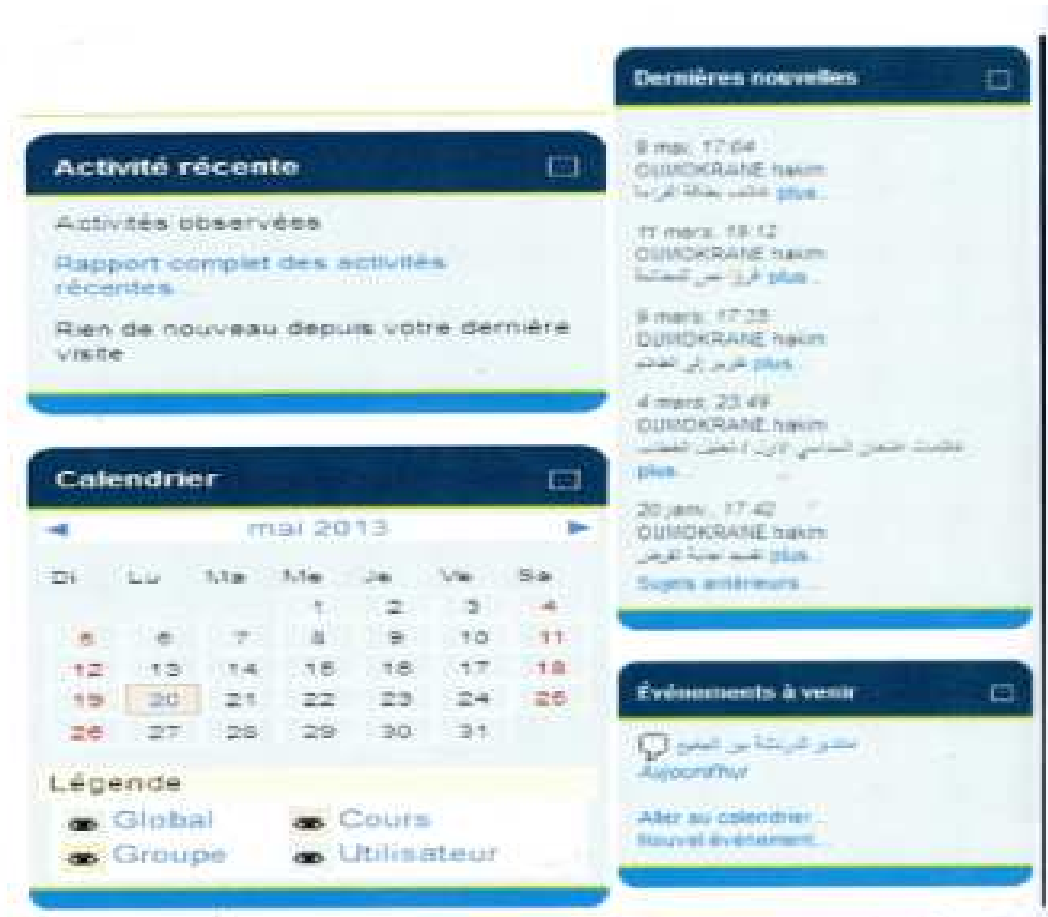 Activité récente
Activités observées
Rapport complet des activités
récentes
Rien de nouveau depuis votre dernière
visite
Calendrier
mai 2013
Di Lu Ma Me Je Ve Sa
1 2 3 4
5 6 7 8 9 10 11
12 13 14 15 16 17 18
19 20 21 22 23 24 25
26 27 28 29 30 31
Légende
Global Cours
Groupe Utilisateur
Dernières nouvelles
9 mai, 17:04
OUMOKRANE hakim
plus...
11 mars, 19:12
OUMOKRANE hakim
plus...
9 mars, 17:35
OUMOKRANE hakim
plus...
4 mars, 23:49
OUMOKRANE hakim
plus...
20 janv., 17:42
OUMOKRANE hakim
plus...
Sujets antérieurs ...
Événements à venir
Aujourd'hui
Aller au calendrier...
Nouvel événement...